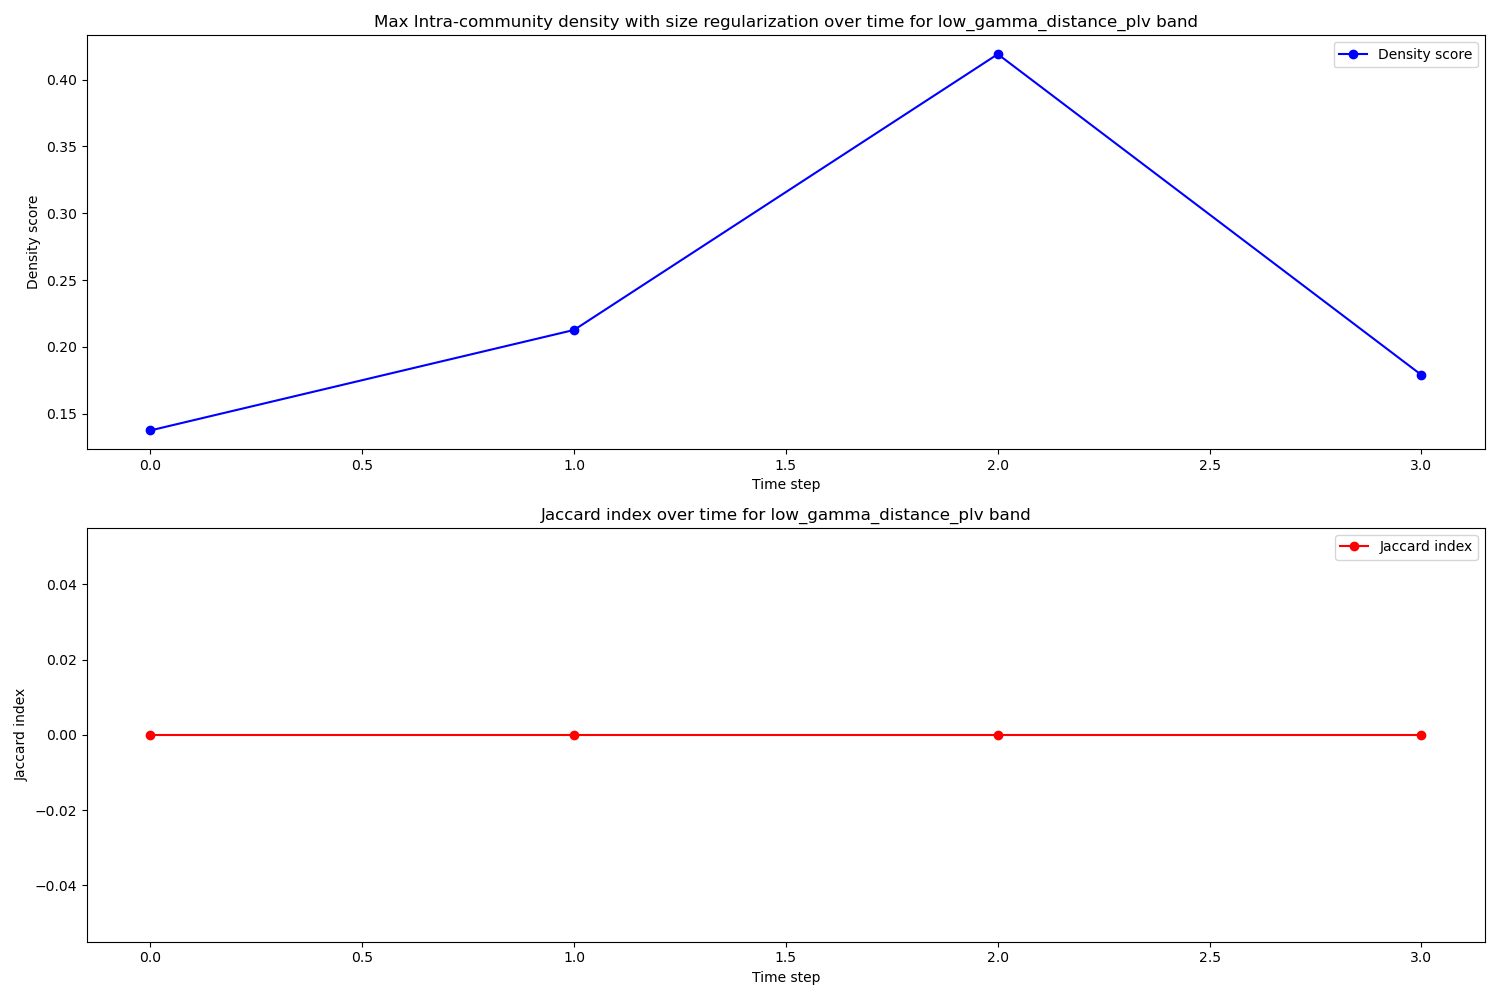 Max Intra-community density with size regularization over time for low_gamma_distance_plv band
Density score
0.40
0.35
0.30
0.25
0.20
0.15
Density score
0.0 0.5 1.0 1.5 2.0 2.5 3.0
Time step
Jaccard index over time for low_gamma_distance_plv band
Jaccard index
0.04
0.02
0.00
−0.02
−0.04
Jaccard index
0.0 0.5 1.0 1.5 2.0 2.5 3.0
Time step